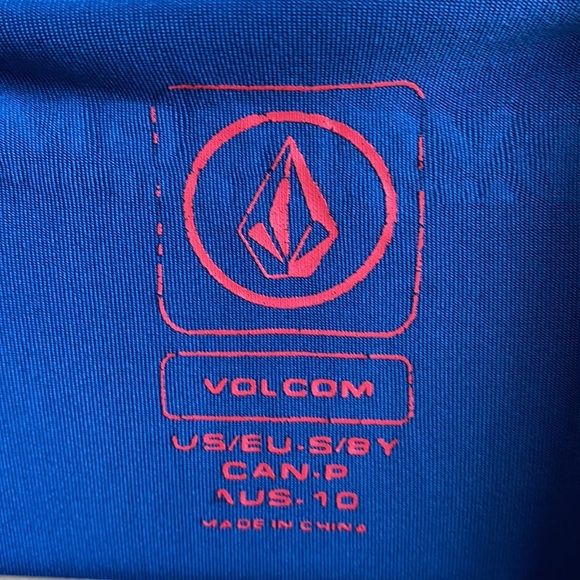 VOLCOM
US/EU-S/8Y
CAN-P
AUS-10
MADE IN CHINA